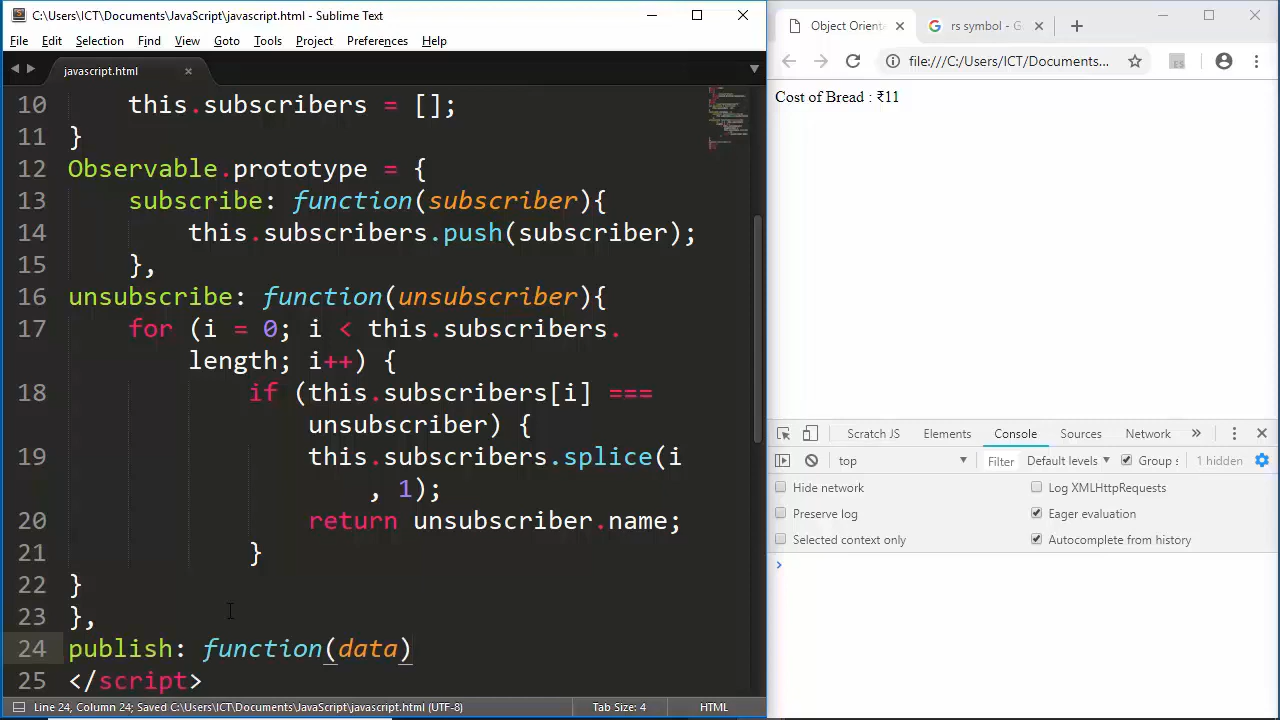 C:\Users\ICT\Documents\JavaScript\javascript.html - Sublime Text
File Edit Selection Find View Goto Tools Project Preferences Help
javascript.html
10 this.subscribers = [];
11 }
12 Observable.prototype = {
13 subscribe: function(subscriber){
14 this.subscribers.push(subscriber);
15 },
16 unsubscribe: function(unsubscriber){
17 for (i = 0; i < this.subscribers.
length; i++) {
18 if (this.subscribers[i] ===
unsubscriber) {
19 this.subscribers.splice(i
, 1);
20 return unsubscriber.name;
21 }
22 }
23 },
24 publish: function(data)
25 </script>
Line 24, Column 24; Saved C:\Users\ICT\Documents\JavaScript\javascript.html (UTF-8) Tab Size: 4 HTML
Object Oriente
rs symbol - G
file:///C:/Users/ICT/Documents...
Cost of Bread : ₹11
Scratch JS Elements Console Sources Network
top Filter Default levels Group s 1 hidden
Hide network Log XMLHttpRequests
Preserve log Eager evaluation
Selected context only Autocomplete from history